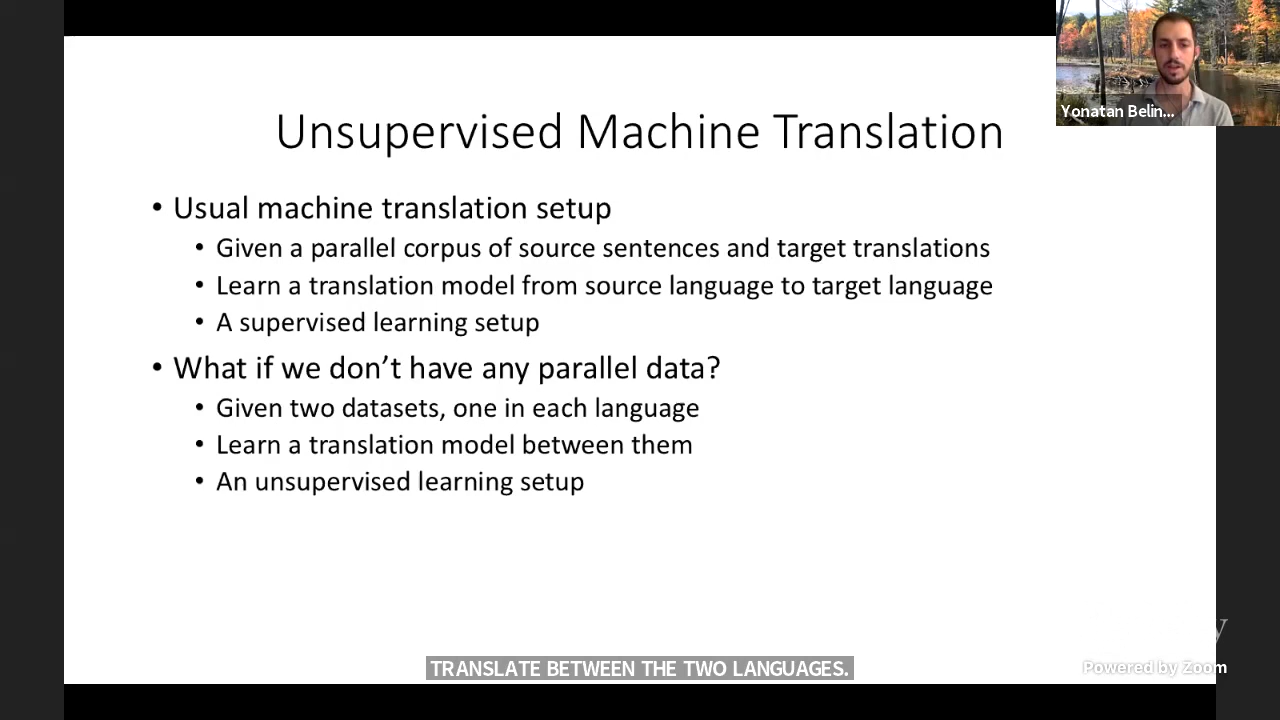 Yonatan Belin...
Unsupervised Machine Translation
• Usual machine translation setup
• Given a parallel corpus of source sentences and target translations
• Learn a translation model from source language to target language
• A supervised learning setup
• What if we don’t have any parallel data?
• Given two datasets, one in each language
• Learn a translation model between them
• An unsupervised learning setup
TRANSLATE BETWEEN THE TWO LANGUAGES.
Powered by Zoom